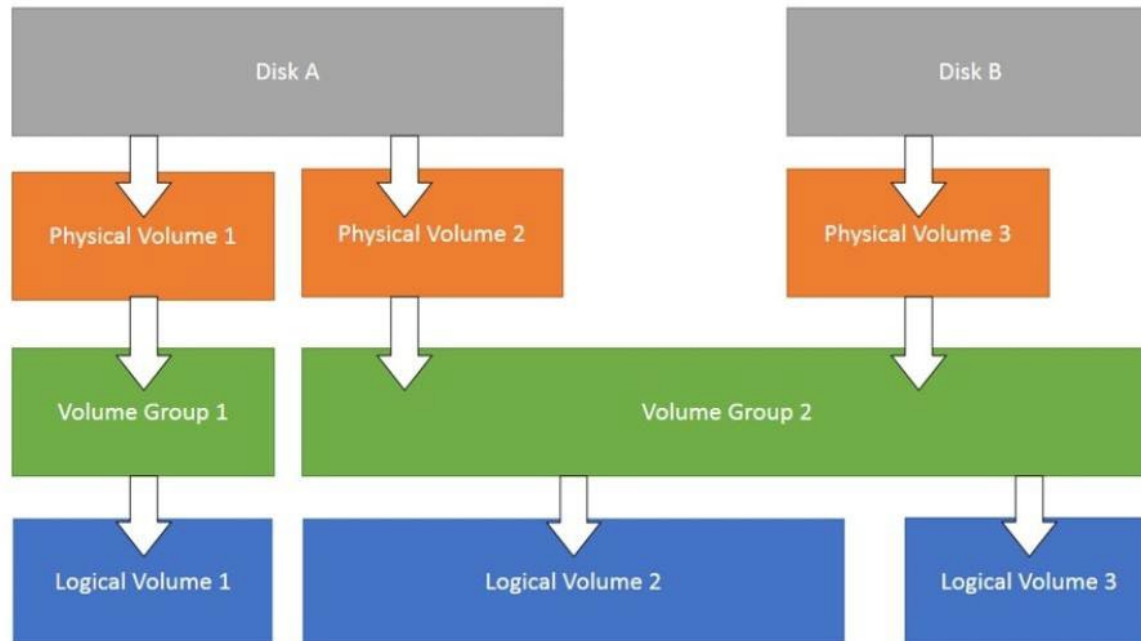 Disk A
Disk B
Physical Volume 1
Physical Volume 2
Physical Volume 3
Volume Group 1
Volume Group 2
Logical Volume 1
Logical Volume 2
Logical Volume 3